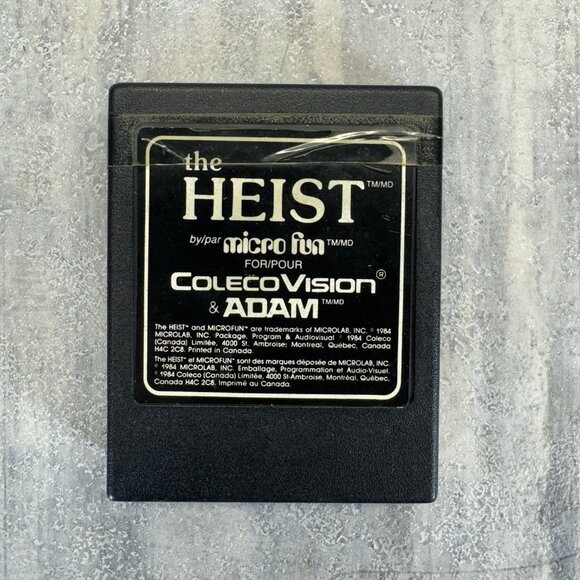 the
HEIST TM/MD
by/par micro fun TM/MD
FOR/POUR
COLECOVISION ®
& ADAM TM/MD
The HEIST™ and MICROFUN™ are trademarks of MICROLAB, INC. © 1984
MICROLAB, INC. Package, Program & Audiovisual © 1984 Coleco
(Canada) Limitée, 4000 St. Ambroise; Montreal, Québec, Canada
H4C 2C8. Printed in Canada.
The HEIST™ et MICROFUN™ sont des marques déposée de MICROLAB, INC.
© 1984 MICROLAB, INC. Emballage, Programmation et Audio-Visuel.
© 1984 Coleco (Canada) Limitée, 4000 St-Ambroise, Montréal, Québec,
Canada H4C 2C8. Imprimé au Canada.